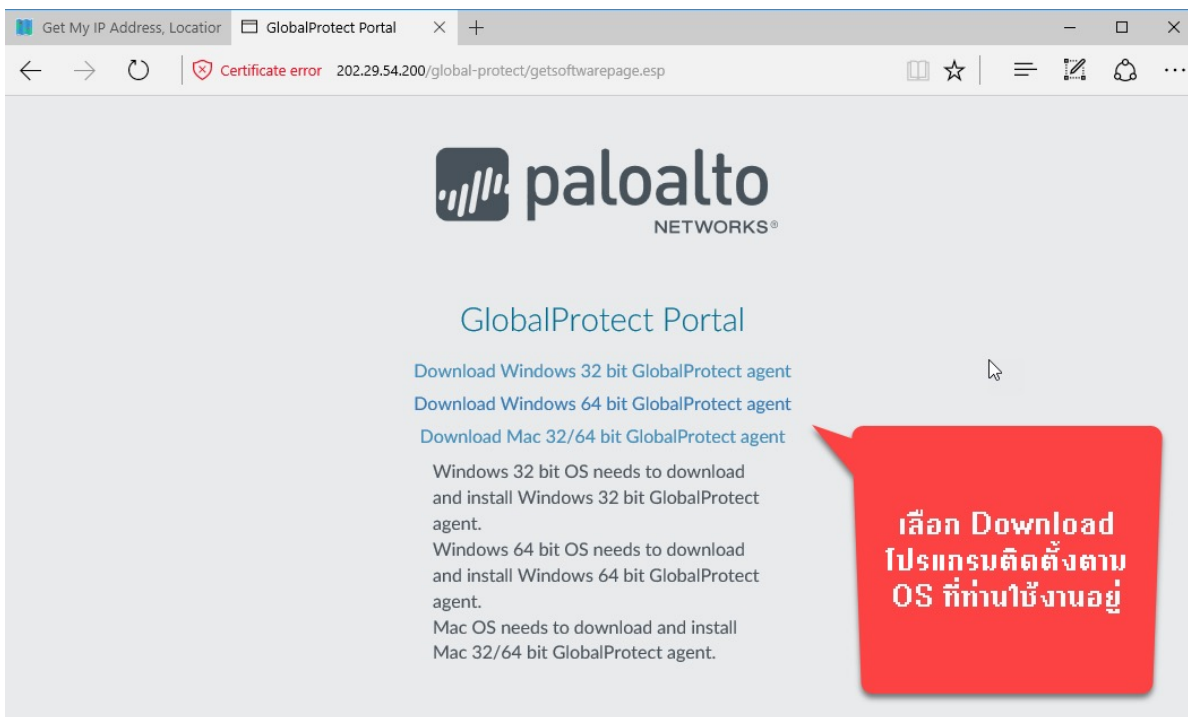 Get My IP Address, Location
GlobalProtect Portal
Certificate error 202.29.54.200/global-protect/getsoftwarepage.esp
paloalto
NETWORKS®
GlobalProtect Portal
Download Windows 32 bit GlobalProtect agent
Download Windows 64 bit GlobalProtect agent
Download Mac 32/64 bit GlobalProtect agent
Windows 32 bit OS needs to download
and install Windows 32 bit GlobalProtect
agent.
Windows 64 bit OS needs to download
and install Windows 64 bit GlobalProtect
agent.
Mac OS needs to download and install
Mac 32/64 bit GlobalProtect agent.
เลือก Download
โปรแกรมติดตั้งตาม
OS ที่ท่านใช้งานอยู่